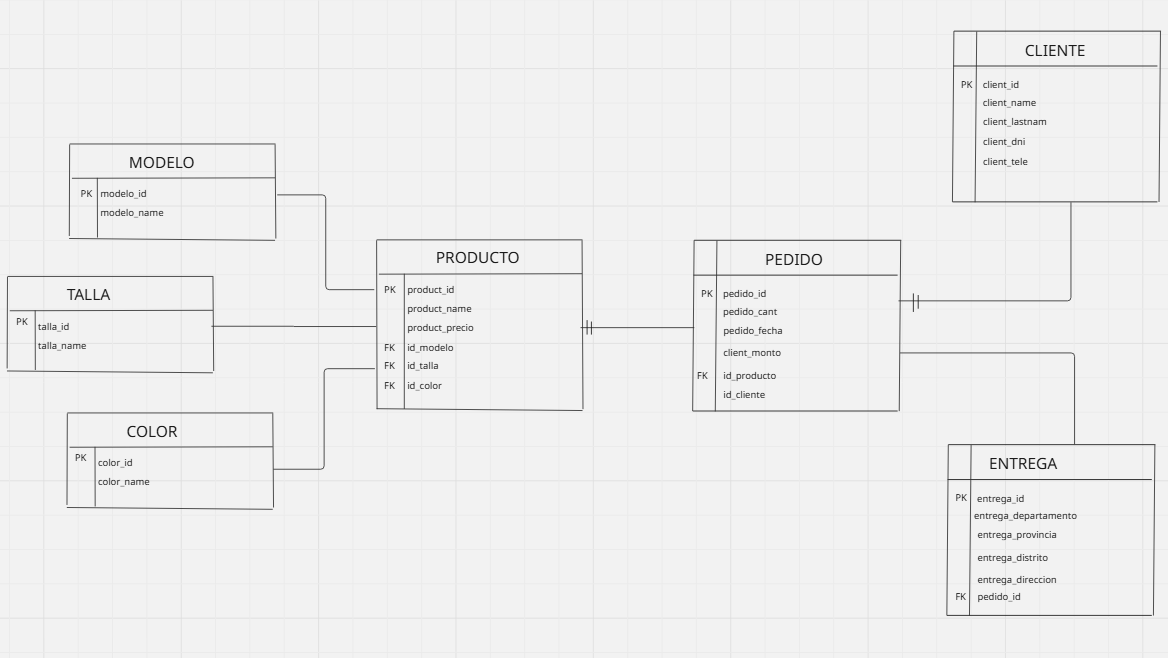 CLIENTE
PK client_id
client_name
client_lastnam
client_dni
client_tele
MODELO
PK modelo_id
modelo_name
TALLA
PK talla_id
talla_name
COLOR
PK color_id
color_name
PRODUCTO
PK product_id
product_name
product_precio
FK id_modelo
FK id_talla
FK id_color
PEDIDO
PK pedido_id
pedido_cant
pedido_fecha
client_monto
FK id_producto
id_cliente
ENTREGA
PK entrega_id
entrega_departamento
entrega_provincia
entrega_distrito
entrega_direccion
FK pedido_id